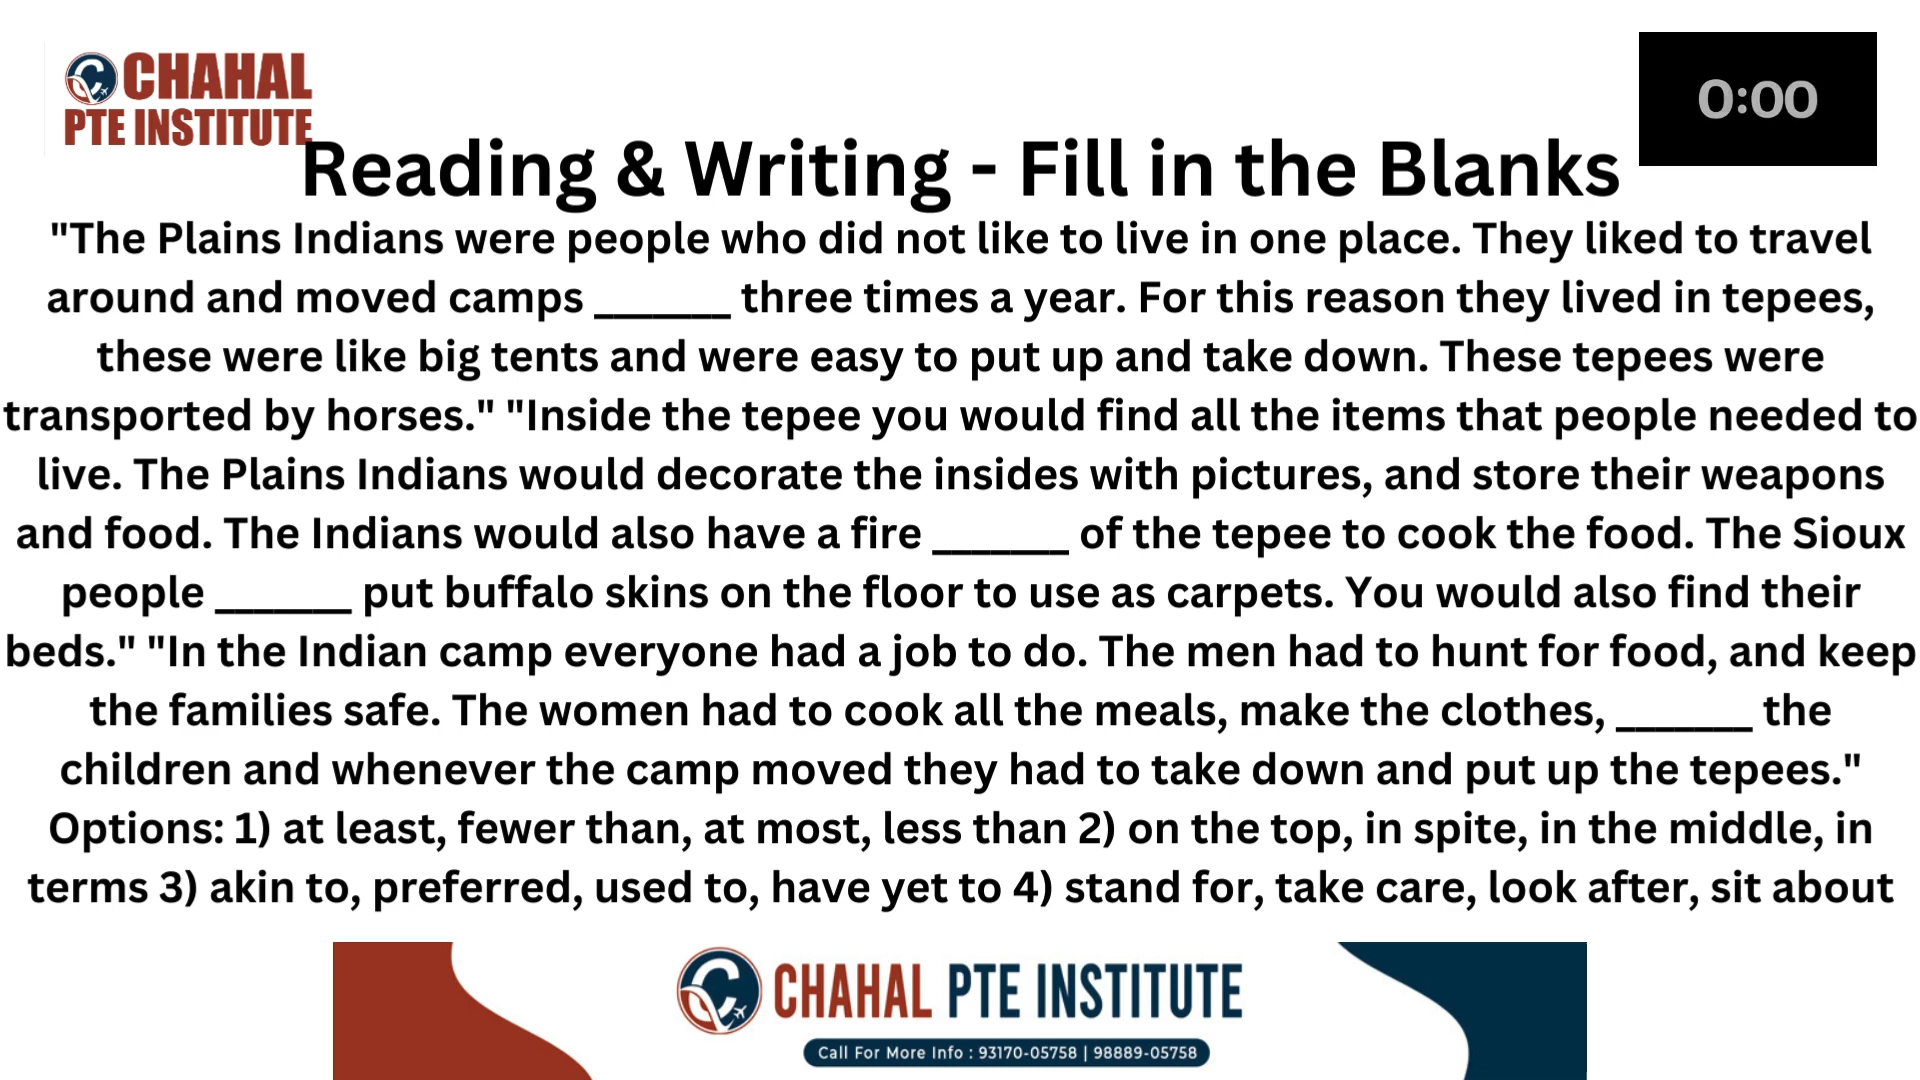 CHAHAL
PTE INSTITUTE
0:00
Reading & Writing - Fill in the Blanks
"The Plains Indians were people who did not like to live in one place. They liked to travel
around and moved camps _______ three times a year. For this reason they lived in tepees,
these were like big tents and were easy to put up and take down. These tepees were
transported by horses." "Inside the tepee you would find all the items that people needed to
live. The Plains Indians would decorate the insides with pictures, and store their weapons
and food. The Indians would also have a fire _______ of the tepee to cook the food. The Sioux
people _______ put buffalo skins on the floor to use as carpets. You would also find their
beds." "In the Indian camp everyone had a job to do. The men had to hunt for food, and keep
the families safe. The women had to cook all the meals, make the clothes, _______ the
children and whenever the camp moved they had to take down and put up the tepees."
Options: 1) at least, fewer than, at most, less than 2) on the top, in spite, in the middle, in
terms 3) akin to, preferred, used to, have yet to 4) stand for, take care, look after, sit about
CHAHAL PTE INSTITUTE
Call For More Info : 93170-05758 | 98889-05758